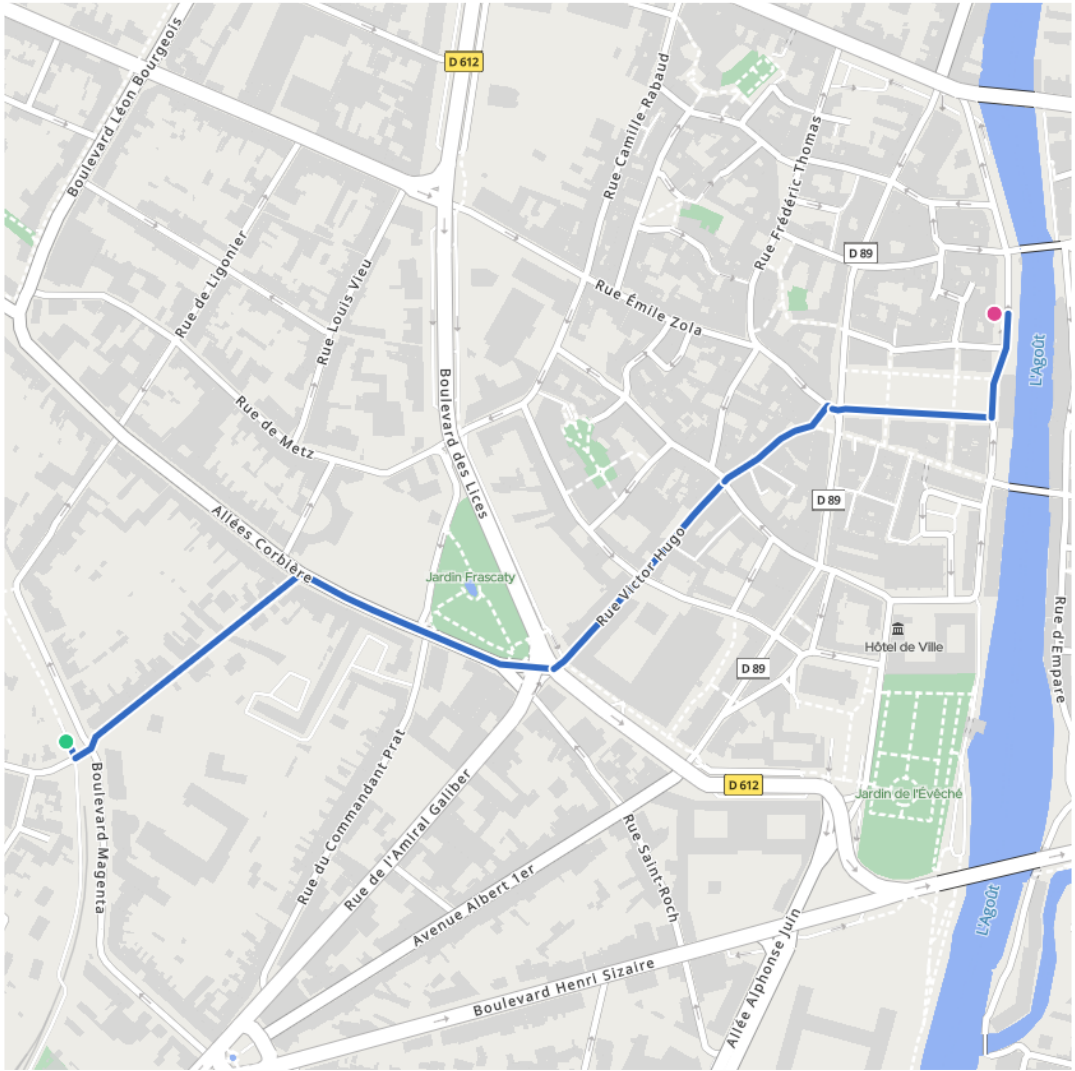 D 612
Boulevard Léon Bourgeois
Rue Camille Rabaud
Rue Frédéric Thomas
D 89
Rue de Ligonier
Rue Louis Vieu
Rue Émile Zola
L'Agoût
Boulevard des Lices
Rue de Metz
D 89
Allées Corbière
Jardin Frascaty
Rue Victor Hugo
Rue d'Empare
Hôtel de Ville
D 89
Boulevard Magenta
Rue du Commandant Prat
Rue de l'Amiral Galiber
D 612
Jardin de l'Évêché
Rue Saint-Roch
Avenue Albert 1er
L'Agoût
Allée Alphonse Juin
Boulevard Henri Sizaire